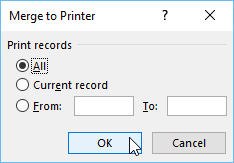 Merge to Printer ? ×
Print records
All
Current record
From: To:
OK Cancel